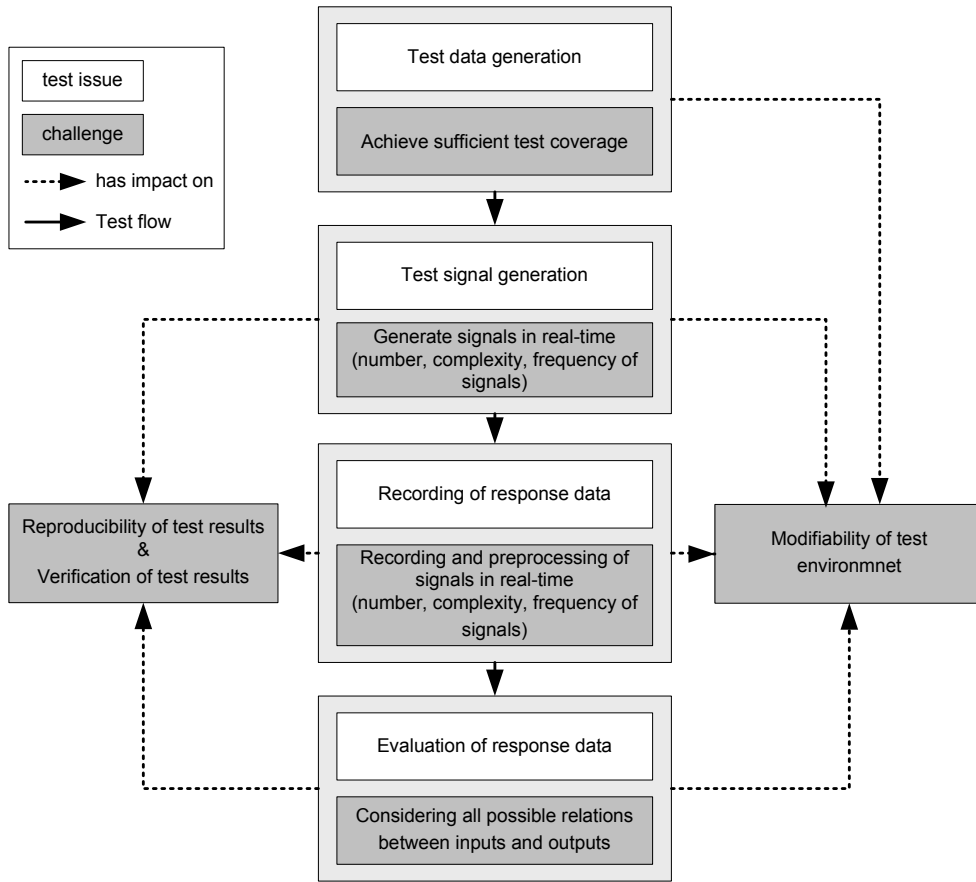 test issue
challenge
has impact on
Test flow
Test data generation
Achieve sufficient test coverage
Test signal generation
Generate signals in real-time
(number, complexity, frequency of
signals)
Recording of response data
Recording and preprocessing of
signals in real-time
(number, complexity, frequency of
signals)
Reproducibility of test results
&
Verification of test results
Modifiability of test
environmnet
Evaluation of response data
Considering all possible relations
between inputs and outputs